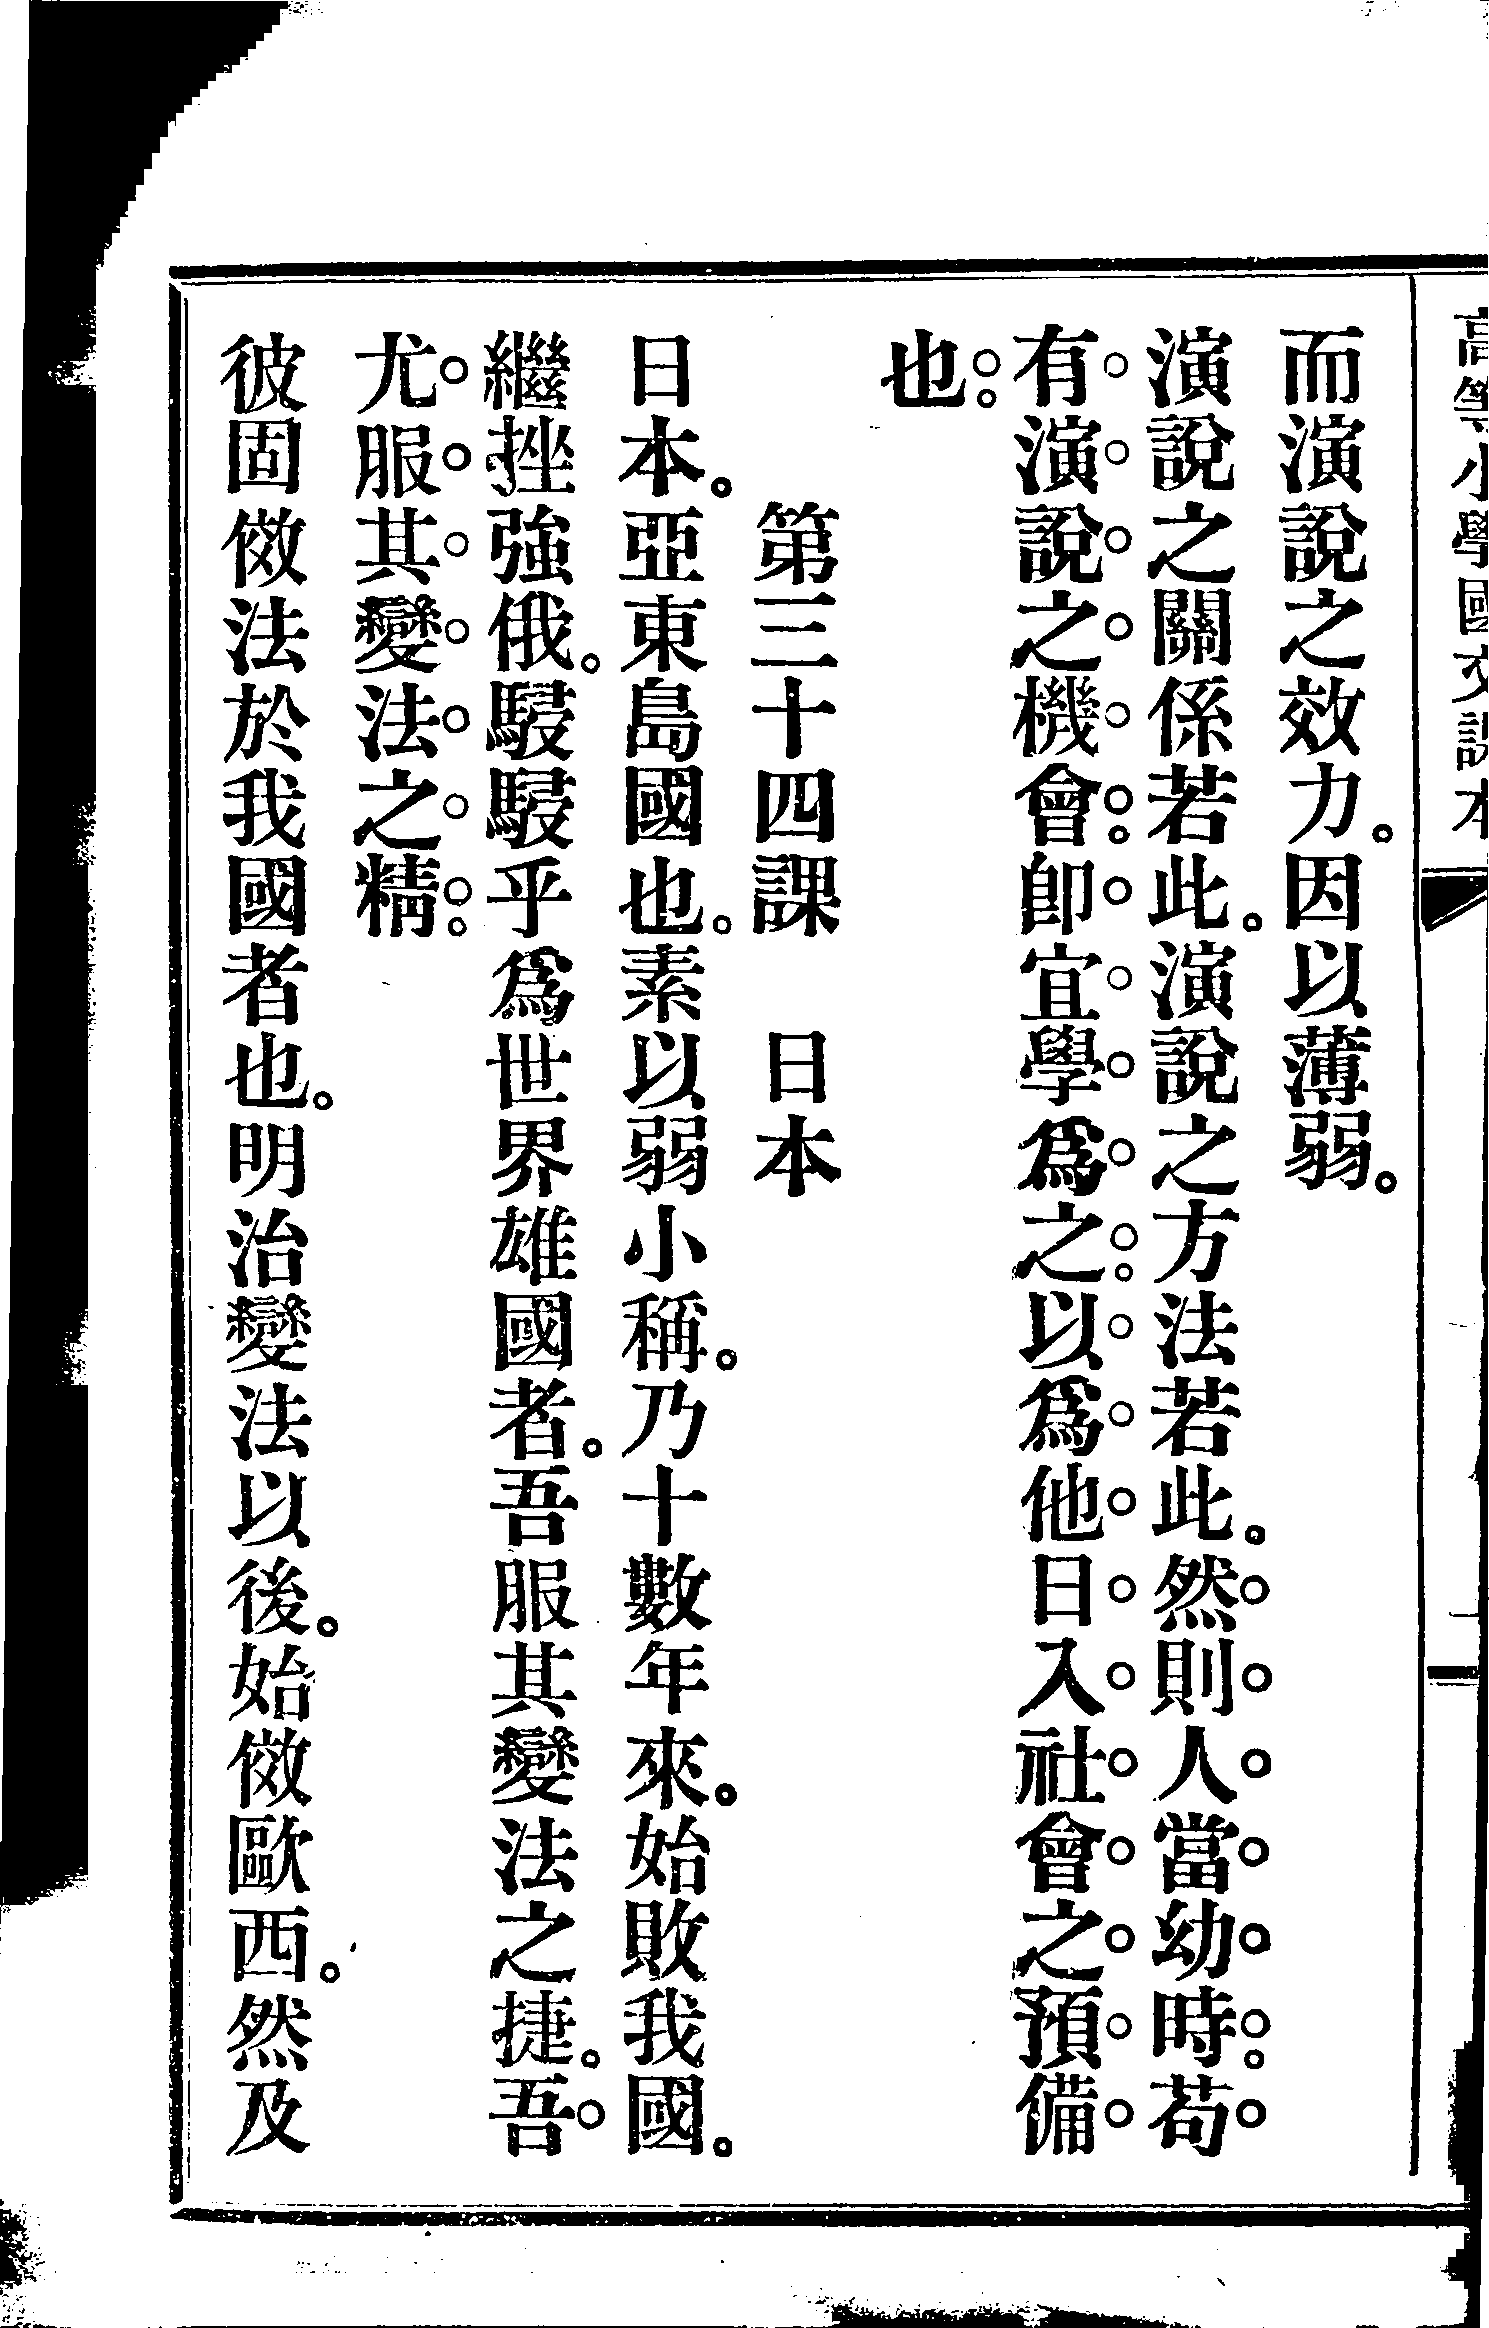 高等小學國文課本
而演說之效力。因以薄弱。
演說之關係若此。演說之方法若此。然則人當幼時。苟
有演說之機會。卽宜學爲之。以爲他日入社會之預備
也。
第三十四課　日本
日本。亞東島國也。素以弱小稱。乃十數年來。始敗我國。
繼挫強俄。駸駸乎爲世界雄國者。吾服其變法之捷。吾
尤服其變法之精。
彼固傚法於我國者也。明治變法以後。始傚歐西。然及